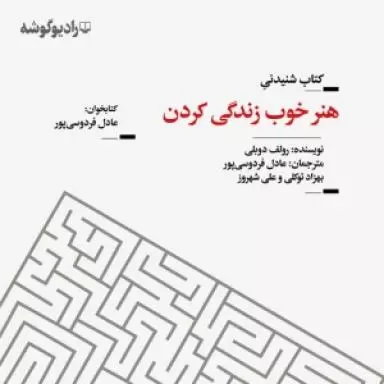 رادیوگوشه
کتاب شنیدنیِ
هنر خوب زندگی کردن
کتابخوان:
عادل فردوسی‌پور
نویسنده: رولف دوبلی
مترجمان: عادل فردوسی‌پور
بهزاد توکلی و علی شهروز